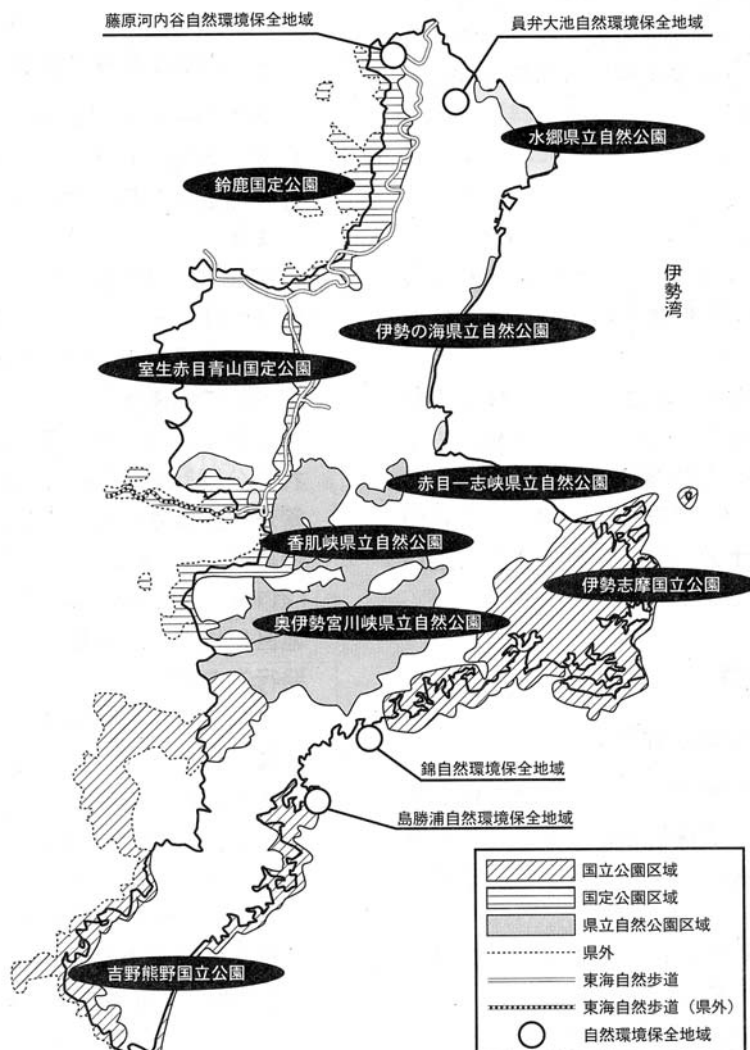 藤原河内谷自然環境保全地域
員弁大池自然環境保全地域
水郷県立自然公園
鈴鹿国定公園
伊勢湾
伊勢の海県立自然公園
室生赤目青山国定公園
赤目一志峡県立自然公園
香肌峡県立自然公園
伊勢志摩国立公園
奥伊勢宮川峡県立自然公園
錦自然環境保全地域
島勝浦自然環境保全地域
吉野熊野国立公園
国立公園区域
国定公園区域
県立自然公園区域
県外
東海自然歩道
東海自然歩道（県外）
自然環境保全地域